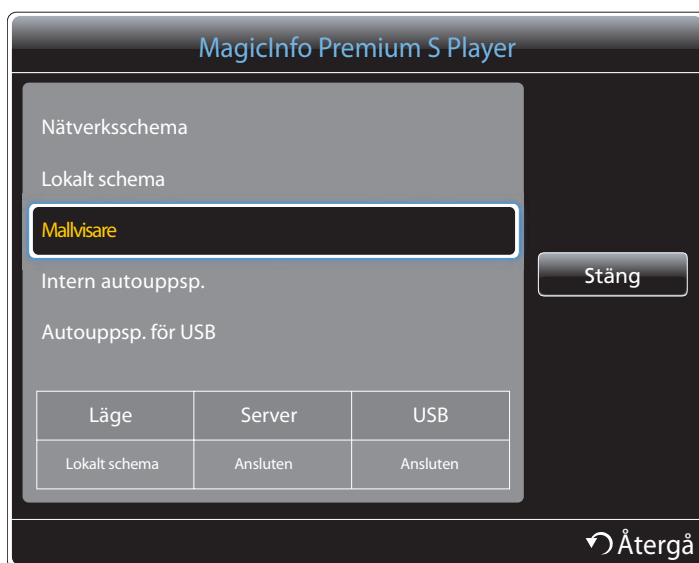 MagicInfo Premium S Player
Nätverksschema
Lokalt schema
Mallvisare
Intern autouppsp.
Autouppsp. för USB
Stäng
Läge Server USB
Lokalt schema Ansluten Ansluten
Återgå